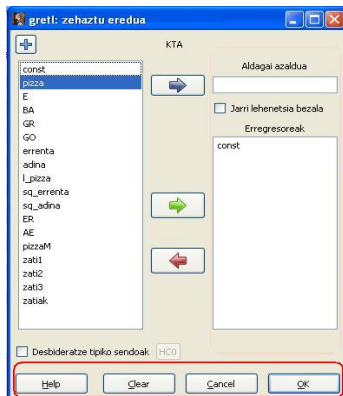 gretl: zehaztu eredua
KTA
const
pizza
E
BA
GR
GO
errenta
adina
l_pizza
sq_errenta
sq_adina
ER
AE
pizzaM
zati1
zati2
zati3
zatiak
Aldagai azaldua
Jarri lehenetsia bezala
Erregresoreak
const
Desbideratze tipiko sendoak HC0
Help Clear Cancel OK